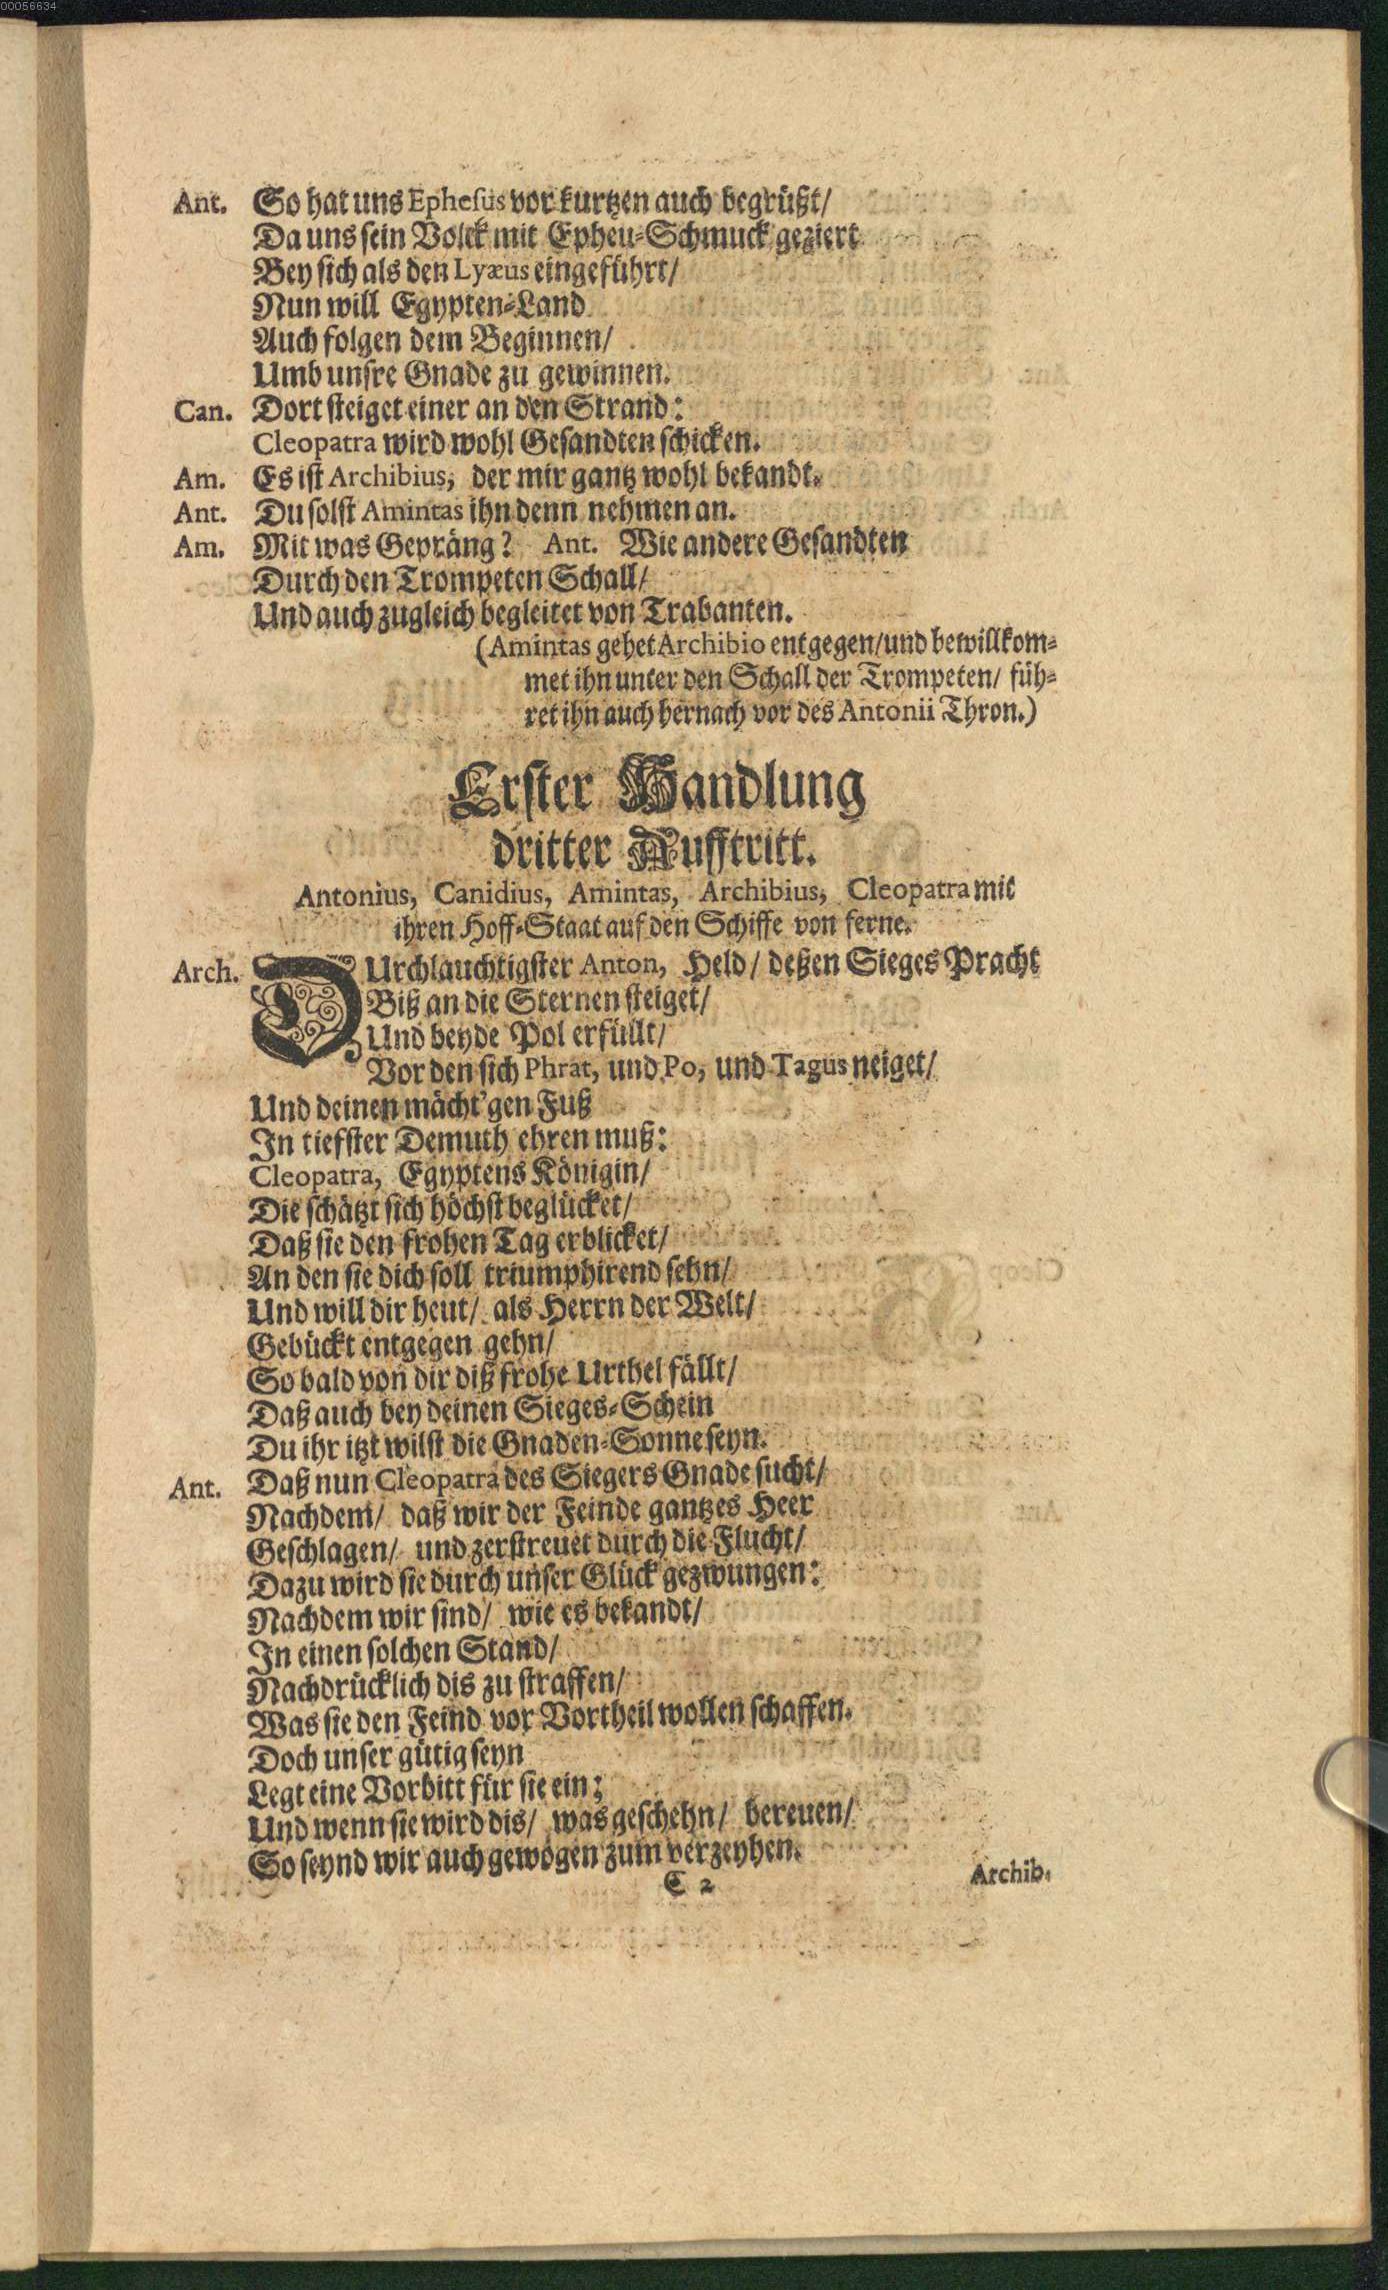 00056634
Ant. So hat uns Ephesus vor kurtzen auch begrüßt/
Da uns sein Volck mit Epheu-Schmuck geziert
Bey sich als den Lyæus eingeführt/
Nun will Egypten-Land
Auch folgen dem Beginnen/
Umb unsre Gnade zu gewinnen.
Can. Dort steiget einer an den Strand:
Cleopatra wird wohl Gesandten schicken.
Am. Es ist Archibius, der mir gantz wohl bekandt.
Ant. Du solst Amintas ihn denn nehmen an.
Am. Mit was Gepräng? Ant. Wie andere Gesandten
Durch den Trompeten Schall/
Und auch zugleich begleitet von Trabanten.
(Amintas gehet Archibio entgegen/und bewillkom-
met ihn unter den Schall der Trompeten/ füh-
ret ihn auch hernach vor des Antonii Thron.)
Erster Handlung
dritter Aufftritt.
Antonius, Canidius, Amintas, Archibius, Cleopatra mit
ihren Hoff-Staat auf den Schiffe von ferne.
Arch. DUrchlauchtigster Anton, Held/ deßen Sieges Pracht
Biß an die Sternen steiget/
Und beyde Pol erfüllt/
Vor den sich Phrat, und Po, und Tagus neiget/
Und deinen mächt'gen Fuß
In tiefster Demuth ehren muß:
Cleopatra, Egyptens Königin/
Die schätzt sich höchst beglücket/
Daß sie den frohen Tag erblicket/
An den sie dich soll triumphirend sehn/
Und will dir heut/ als Herrn der Welt/
Gebückt entgegen gehn/
So bald von dir diß frohe Urthel fällt/
Daß auch bey deinen Sieges-Schein
Du ihr itzt wilst die Gnaden-Sonne seyn.
Ant. Daß nun Cleopatra des Siegers Gnade sucht/
Nachdem/ daß wir der Feinde gantzes Heer
Geschlagen/ und zerstreuet durch die Flucht/
Dazu wird sie durch unser Glück gezwungen:
Nachdem wir sind/ wie es bekandt/
In einen solchen Stand/
Nachdrücklich dis zu straffen/
Was sie den Feind vor Vortheil wollen schaffen.
Doch unser gütig seyn
Legt eine Vorbitt für sie ein;
Und wenn sie wird dis/ was geschehn/ bereuen/
So seynd wir auch gewogen zum verzeyhen.
C 2
Archib.